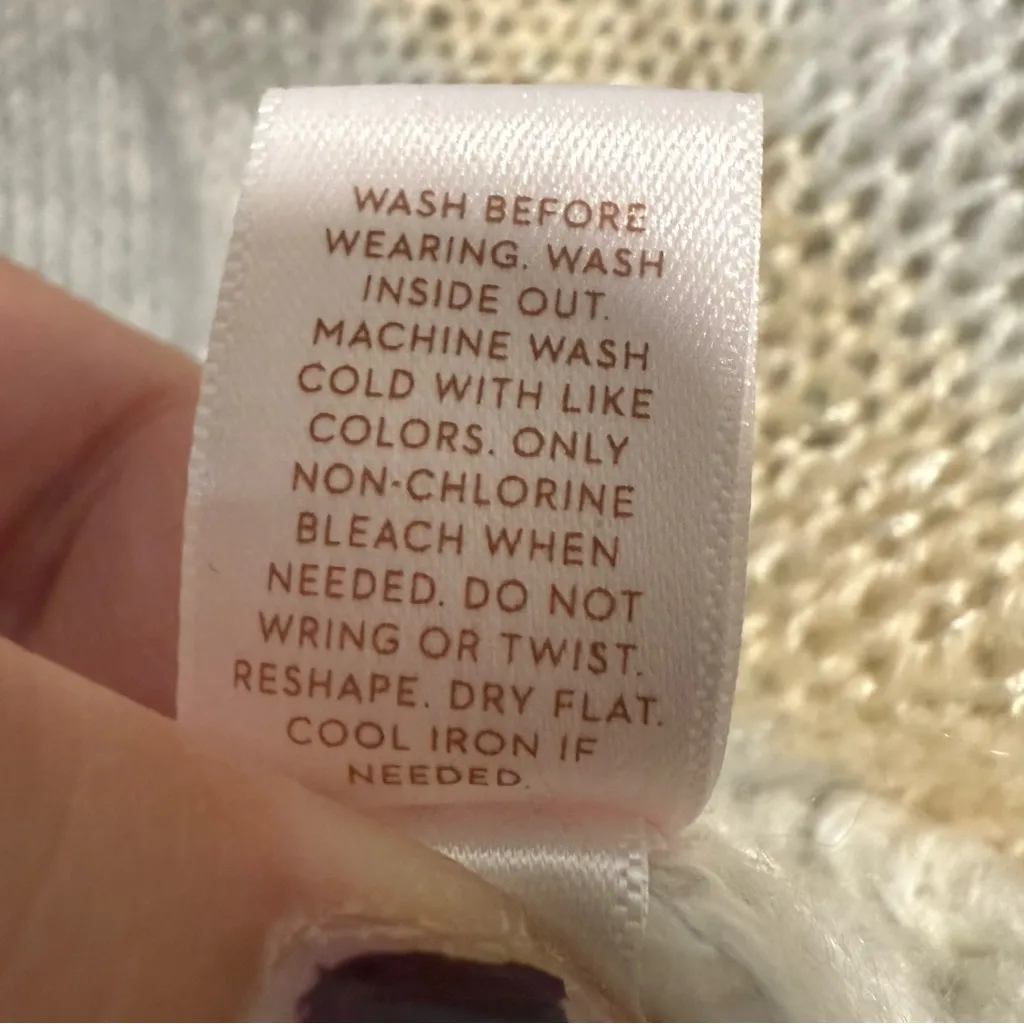 WASH BEFORE
WEARING. WASH
INSIDE OUT.
MACHINE WASH
COLD WITH LIKE
COLORS. ONLY
NON-CHLORINE
BLEACH WHEN
NEEDED. DO NOT
WRING OR TWIST.
RESHAPE. DRY FLAT.
COOL IRON IF
NEEDED.